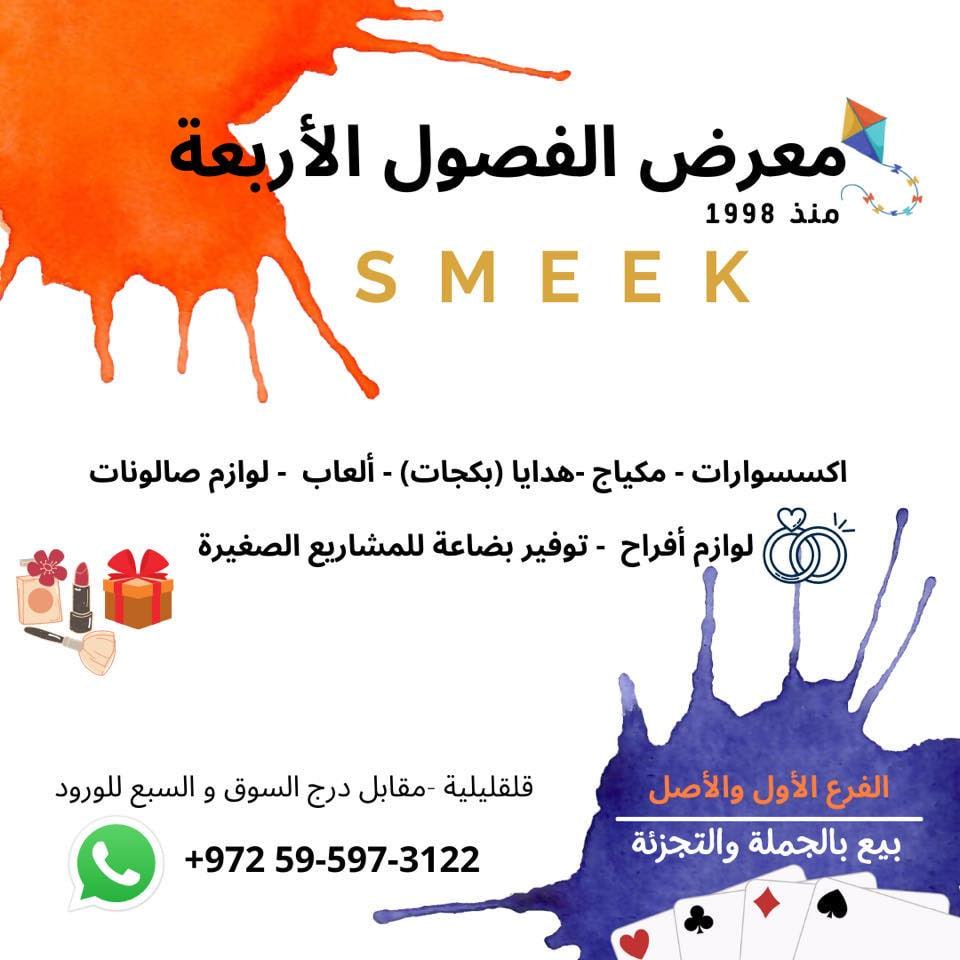 معرض الفصول الأربعة
منذ 1998
SMEEK
اكسسوارات - مكياج -هدايا (بكجات) - ألعاب - لوازم صالونات
لوازم أفراح - توفير بضاعة للمشاريع الصغيرة
الفرع الأول والأصل
بيع بالجملة والتجزئة
قلقليلية -مقابل درج السوق و السبع للورود
+972 59-597-3122